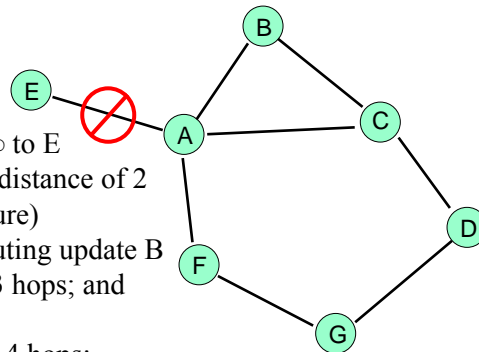 B
E
to E
A
C
distance of 2
ure)
D
uting update B
F
3 hops; and
G
4 hops;